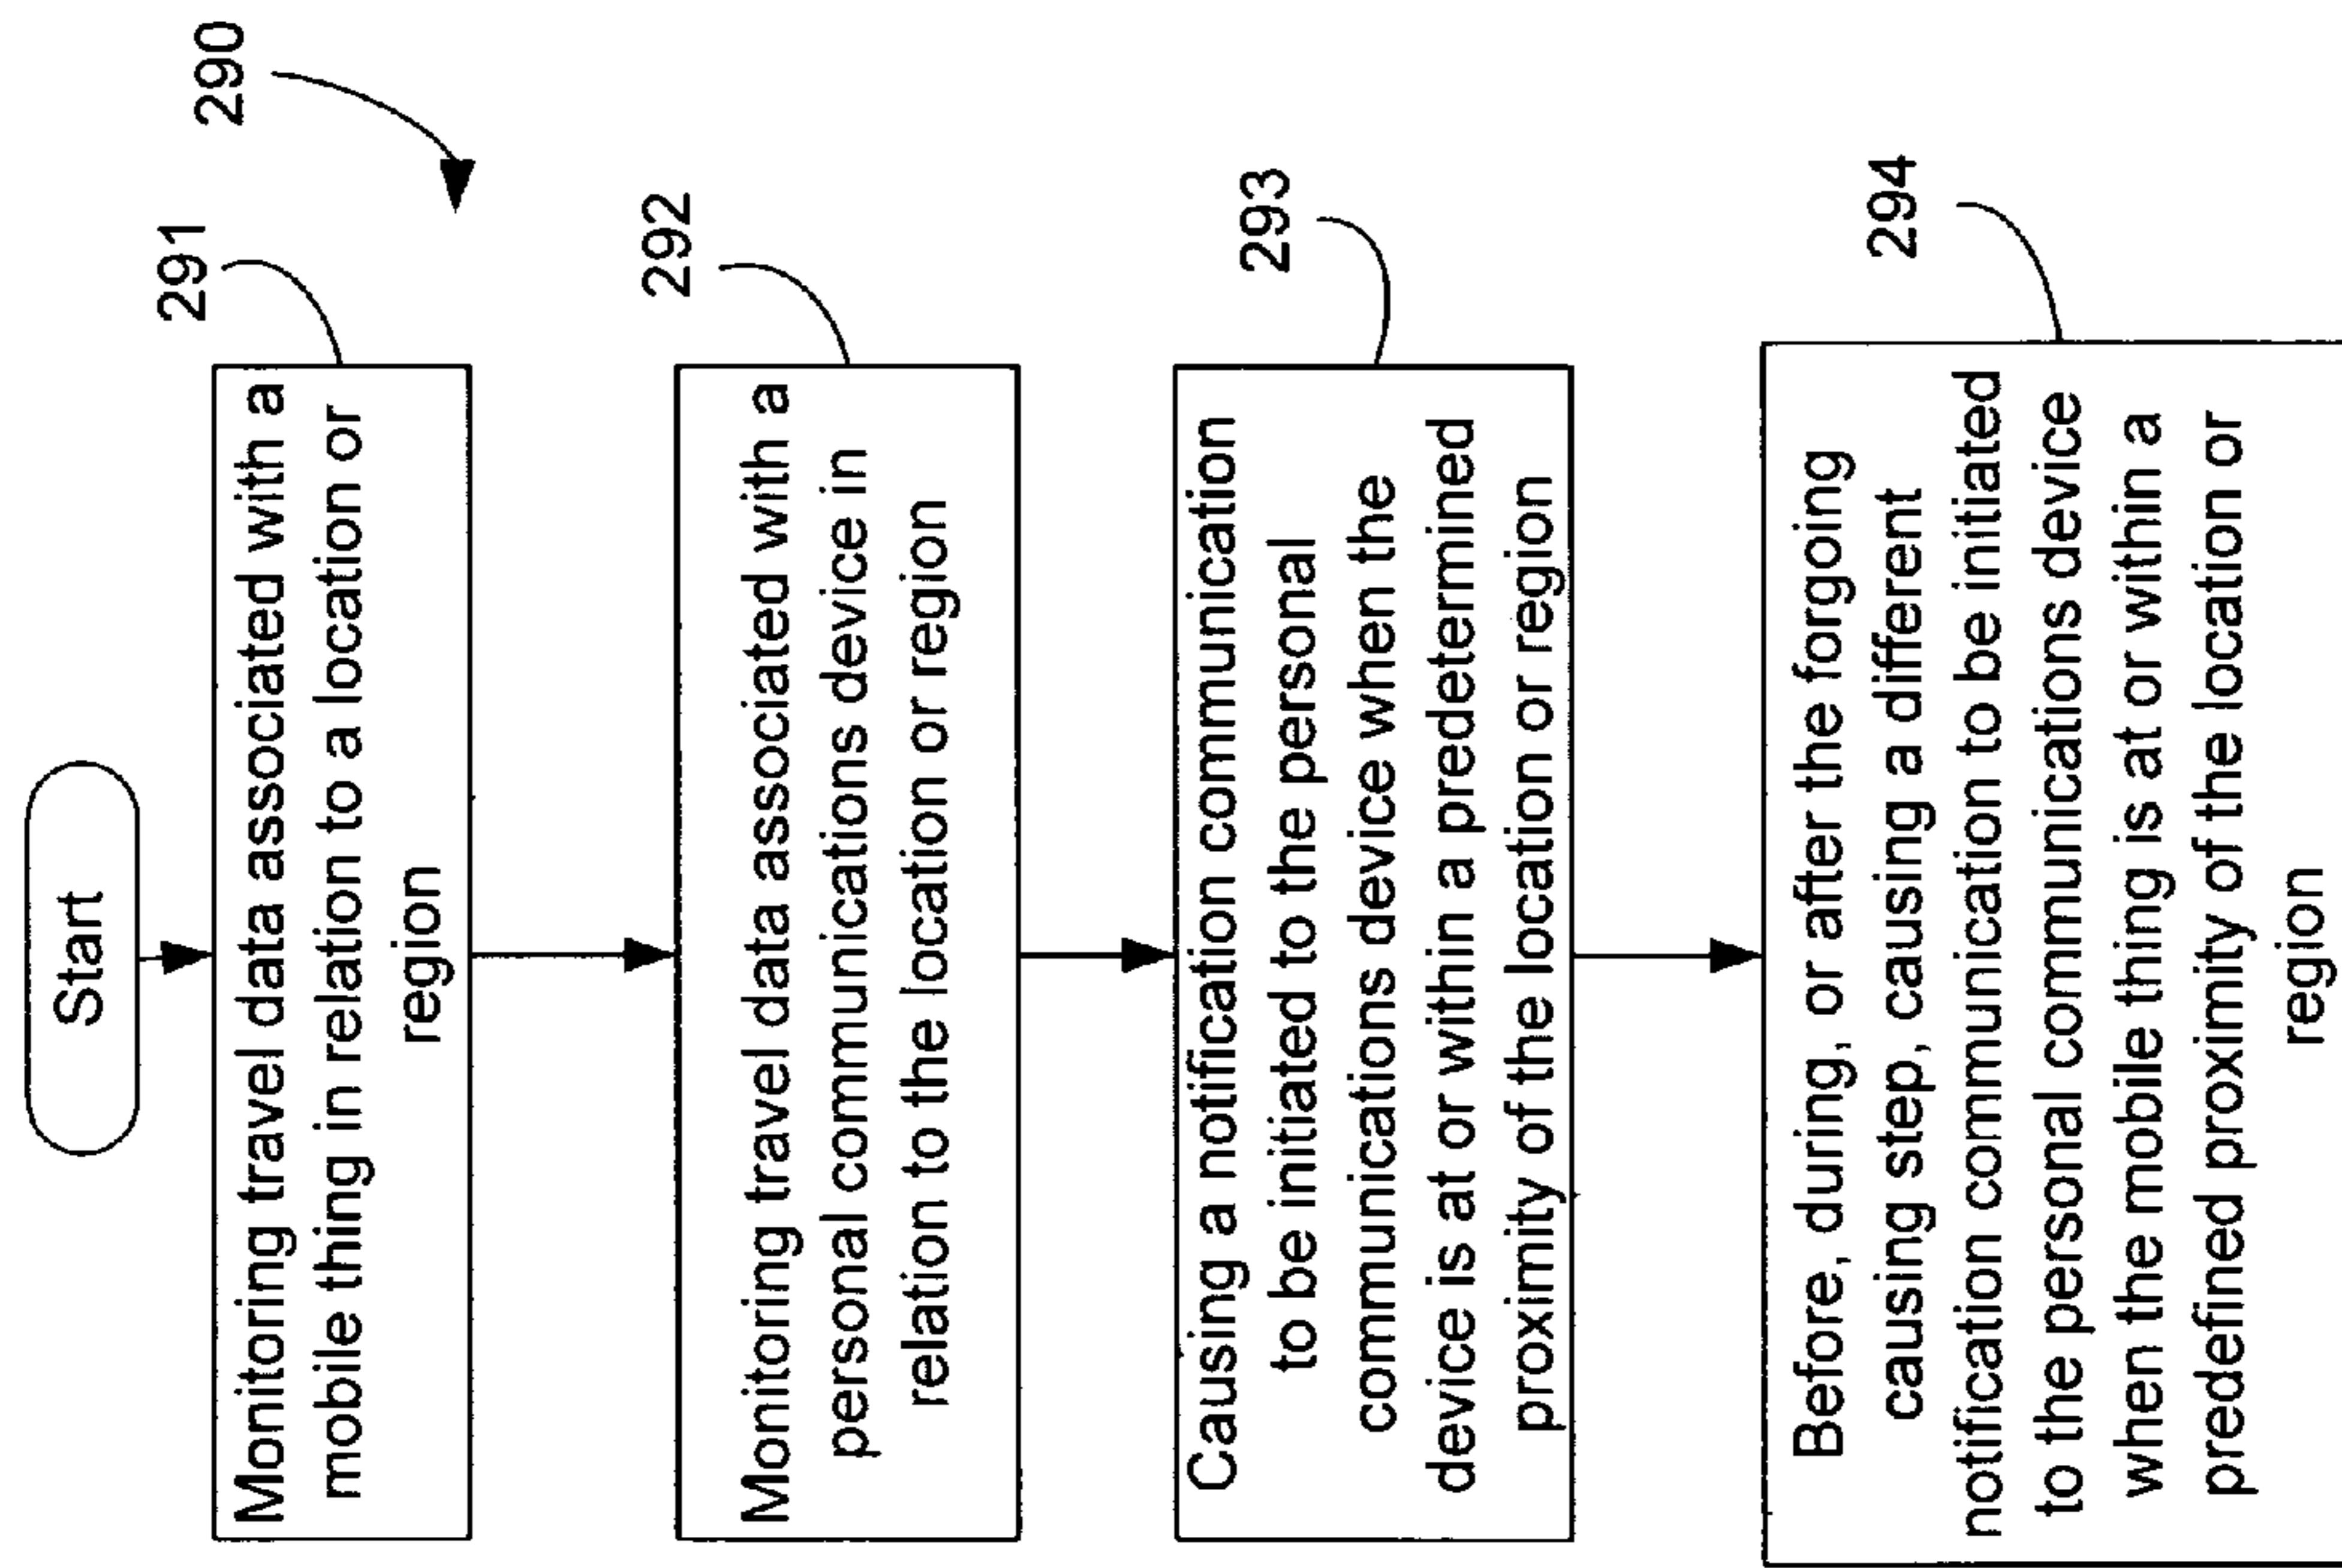 Start
290
291
Monitoring travel data associated with a
mobile thing in relation to a location or
region
292
Monitoring travel data associated with a
personal communications device in
relation to the location or region
293
Causing a notification communication
to be initiated to the personal
communications device when the
device is at or within a predetermined
proximity of the location or region
294
Before, during, or after the forgoing
causing step, causing a different
notification communication to be initiated
to the personal communications device
when the mobile thing is at or within a
predefined proximity of the location or
region